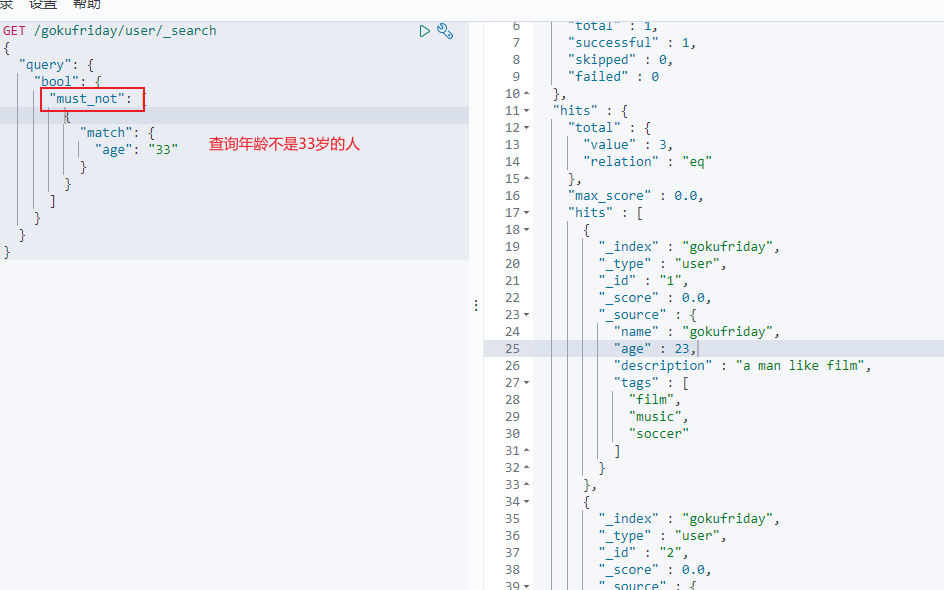 录 设置 帮助
GET /gokufriday/user/_search
{
"query": {
"bool": {
"must_not": [
{
"match": {
"age": "33"
}
}
]
}
}
}
查询年龄不是33岁的人
6 "total" : 1,
7 "successful" : 1,
8 "skipped" : 0,
9 "failed" : 0
10 },
11 "hits" : {
12 "total" : {
13 "value" : 3,
14 "relation" : "eq"
15 },
16 "max_score" : 0.0,
17 "hits" : [
18 {
19 "_index" : "gokufriday",
20 "_type" : "user",
21 "_id" : "1",
22 "_score" : 0.0,
23 "_source" : {
24 "name" : "gokufriday",
25 "age" : 23,
26 "description" : "a man like film",
27 "tags" : [
28 "film",
29 "music",
30 "soccer"
31 ]
32 }
33 },
34 {
35 "_index" : "gokufriday",
36 "_type" : "user",
37 "_id" : "2",
38 "_score" : 0.0,
39 "_source" : {